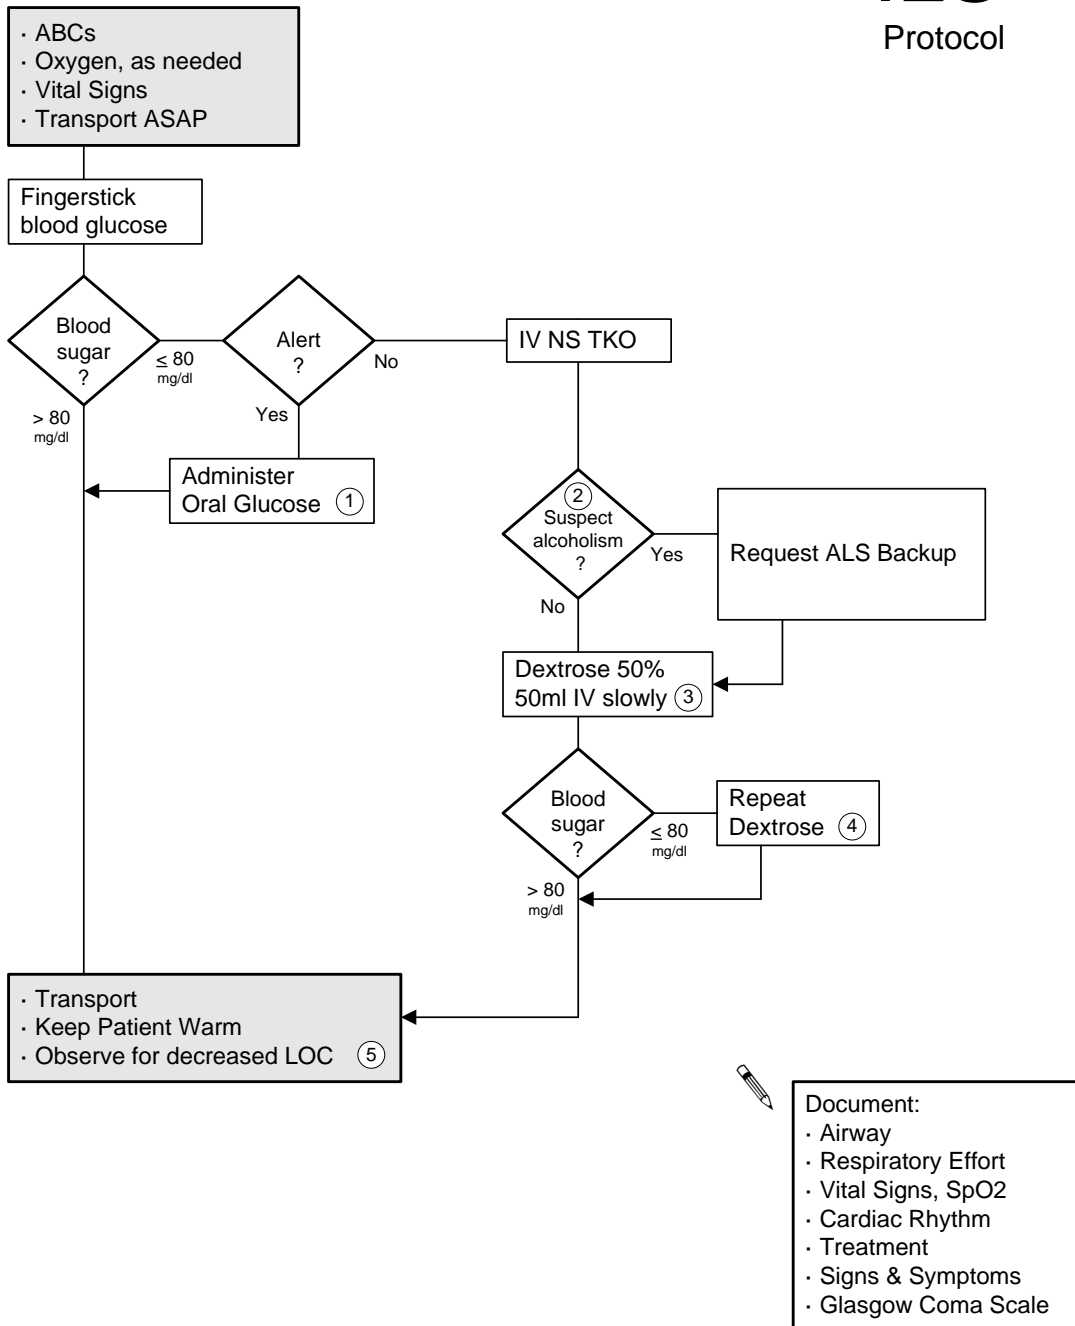 Protocol
· ABCs
· Oxygen, as needed
· Vital Signs
· Transport ASAP
Fingerstick
blood glucose
Blood
sugar
?
≤ 80
mg/dl
> 80
mg/dl
Alert
?
No
Yes
Administer
Oral Glucose 1
IV NS TKO
2
Suspect
alcoholism
?
Yes
No
Request ALS Backup
Dextrose 50%
50ml IV slowly 3
Blood
sugar
?
≤ 80
mg/dl
> 80
mg/dl
Repeat
Dextrose 4
· Transport
· Keep Patient Warm
· Observe for decreased LOC 5
Document:
· Airway
· Respiratory Effort
· Vital Signs, SpO2
· Cardiac Rhythm
· Treatment
· Signs & Symptoms
· Glasgow Coma Scale